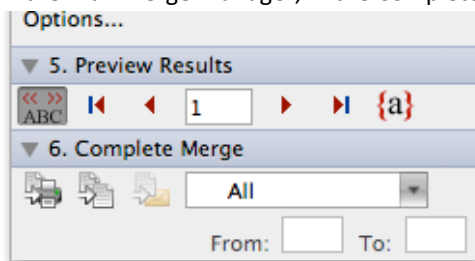 Options...
5. Preview Results
« »
ABC
1
{a}
6. Complete Merge
All
From: To: